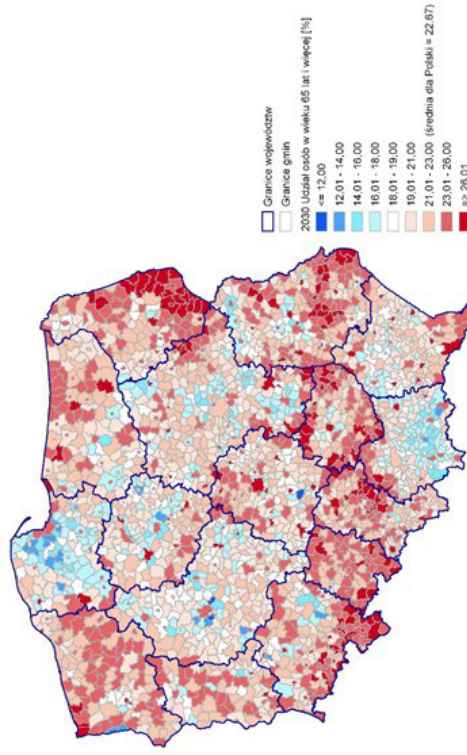 Granice województw
Granice gmin
2030 Udział osób w wieku 65 lat i więcej [%]
<= 12,00
12,01 - 14,00
14,01 - 16,00
16,01 - 18,00
18,01 - 19,00
19,01 - 21,00
21,01 - 23,00 (średnia dla Polski = 22,67)
23,01 - 26,00
=> 26,01